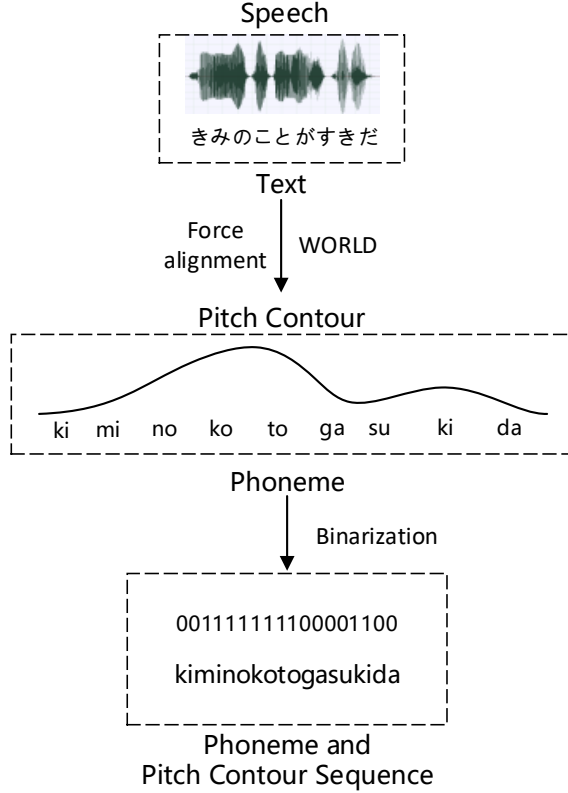 Speech
きみのことがすきだ
Text
Force
alignment
WORLD
Pitch Contour
ki mi no ko to ga su ki da
Phoneme
Binarization
001111111100001100
kiminokotogasukida
Phoneme and
Pitch Contour Sequence